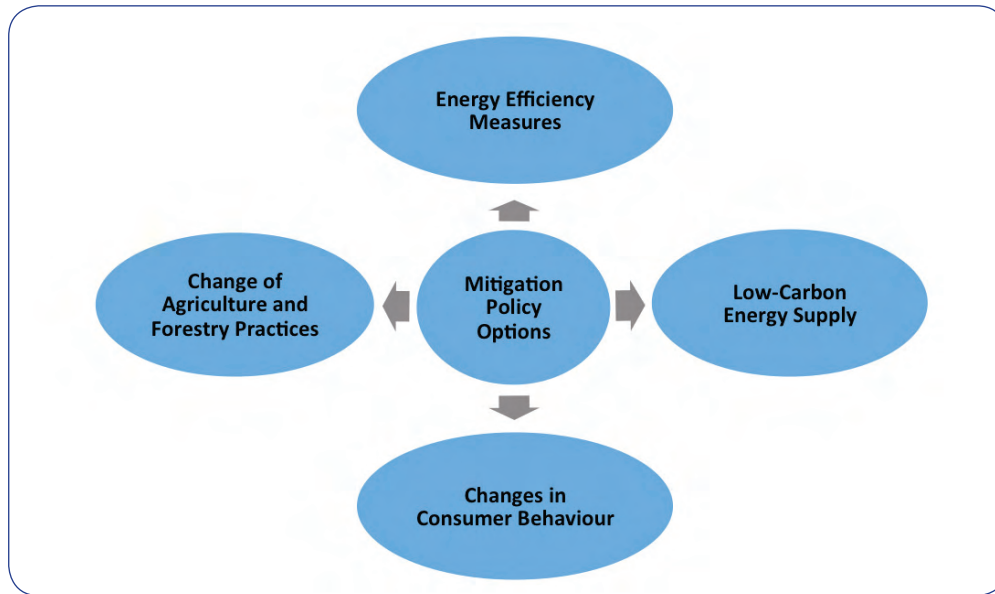 Energy Efficiency
Measures
Change of
Agriculture and
Forestry Practices
Mitigation
Policy
Options
Low-Carbon
Energy Supply
Changes in
Consumer Behaviour